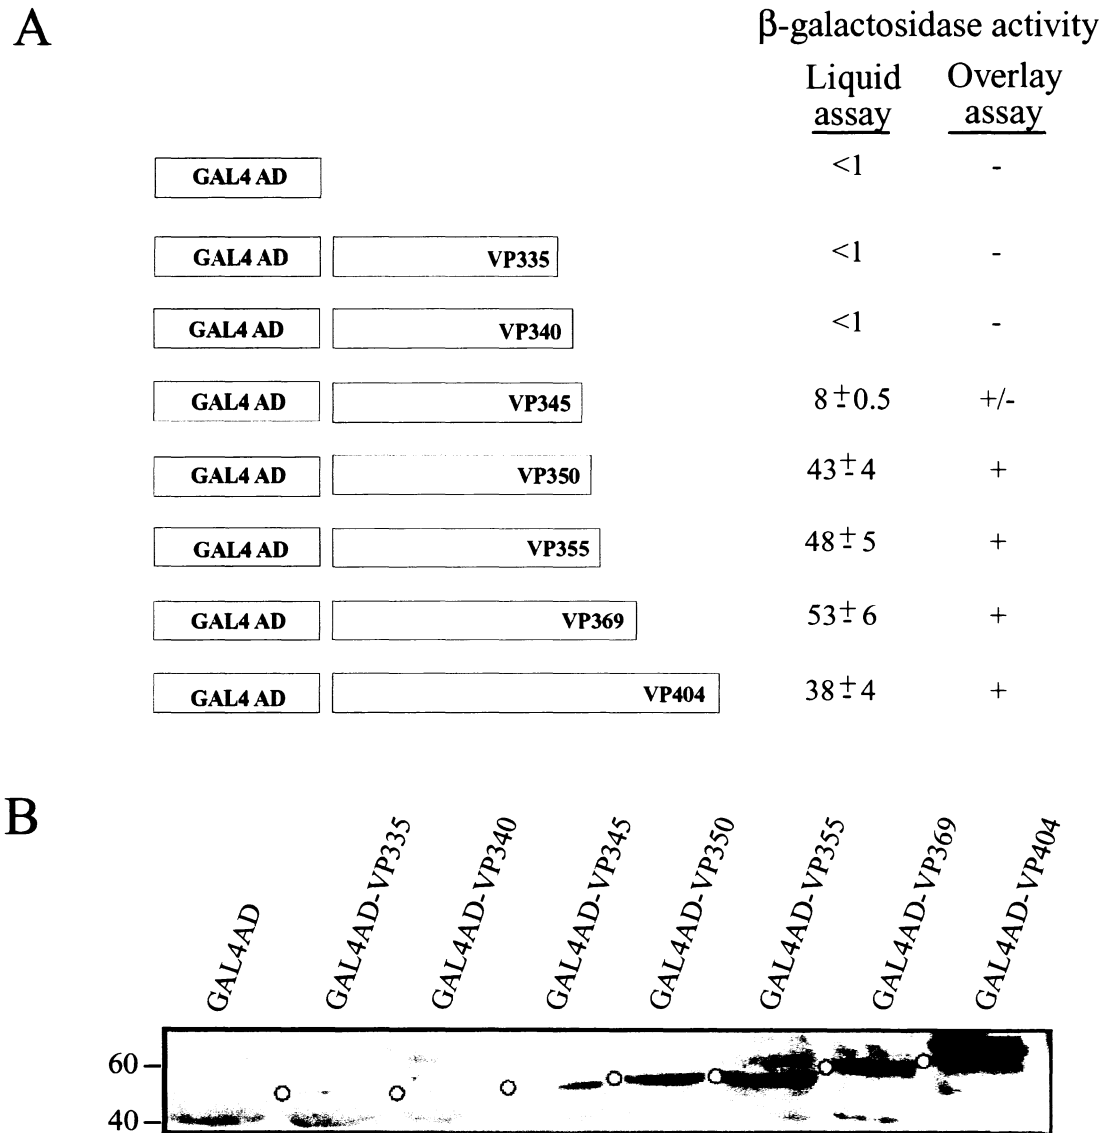 A
β-galactosidase activity
Liquid assay
Overlay assay
GAL4 AD <1 -
GAL4 AD VP335 <1 -
GAL4 AD VP340 <1 -
GAL4 AD VP345 8±0.5 +/-
GAL4 AD VP350 43±4 +
GAL4 AD VP355 48±5 +
GAL4 AD VP369 53±6 +
GAL4 AD VP404 38±4 +
B
GAL4AD
GAL4AD-VP335
GAL4AD-VP340
GAL4AD-VP345
GAL4AD-VP350
GAL4AD-VP355
GAL4AD-VP369
GAL4AD-VP404
60
40